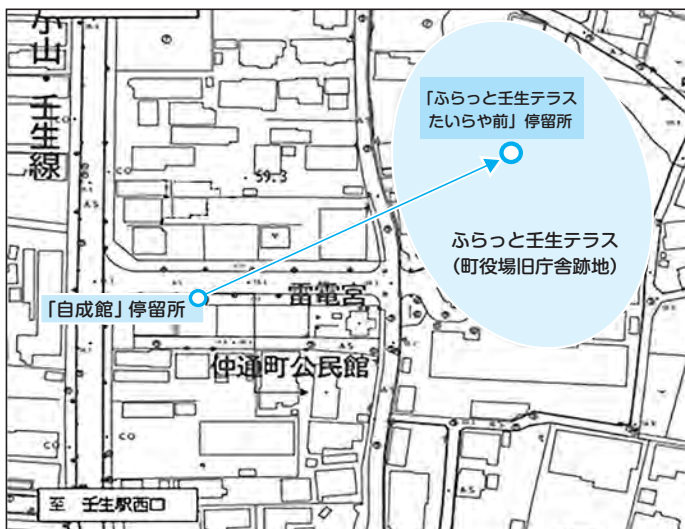 小山・壬生線
「ふらっと壬生テラス
たいらや前」停留所
59.3
ふらっと壬生テラス
（町役場旧庁舎跡地）
「自成館」停留所
雷電宮
仲通町公民館
至 壬生駅西口